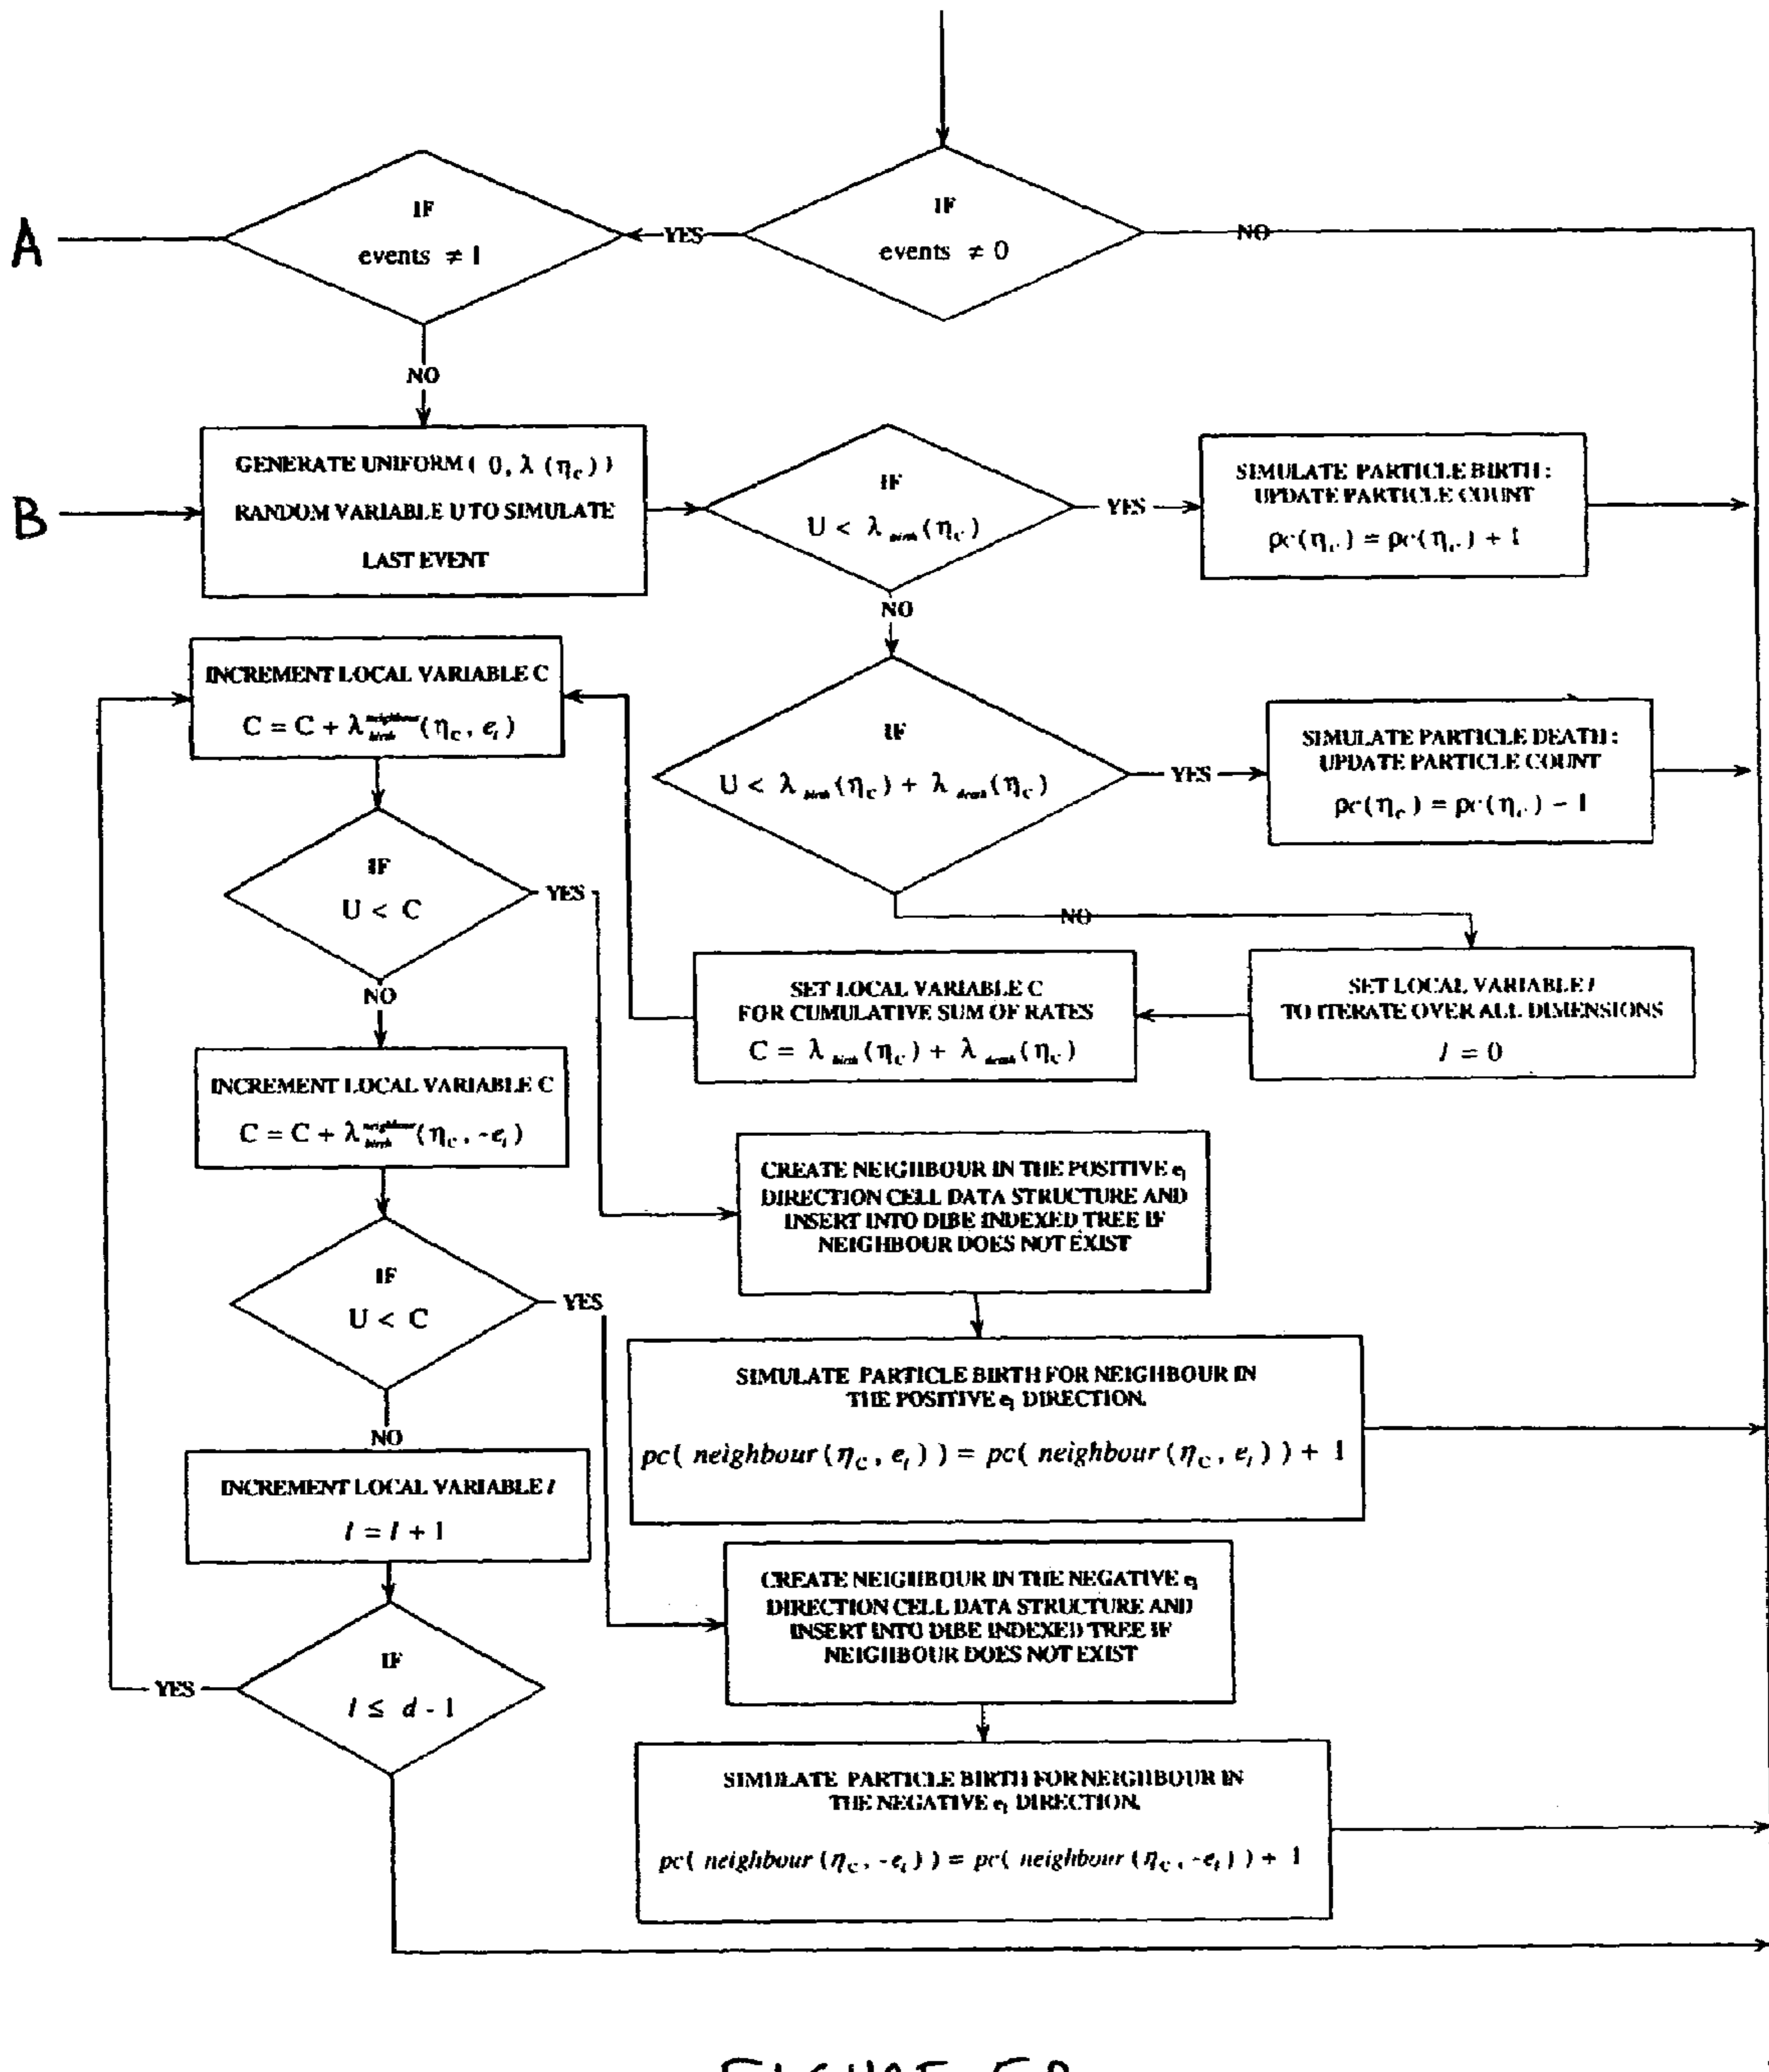 IF
events ≠ 0
YES
NO
IF
events ≠ 1
A
NO
GENERATE UNIFORM ( 0, λ (η_c) )
RANDOM VARIABLE U TO SIMULATE
LAST EVENT
B
IF
U < λ_birth (η_c)
YES
SIMULATE PARTICLE BIRTH :
UPDATE PARTICLE COUNT
pc(η_c) = pc(η_c) + 1
NO
IF
U < λ_birth (η_c) + λ_death (η_c)
YES
SIMULATE PARTICLE DEATH :
UPDATE PARTICLE COUNT
pc(η_c) = pc(η_c) − 1
NO
SET LOCAL VARIABLE l
TO ITERATE OVER ALL DIMENSIONS
l = 0
SET LOCAL VARIABLE C
FOR CUMULATIVE SUM OF RATES
C = λ_birth (η_c) + λ_death (η_c)
INCREMENT LOCAL VARIABLE C
C = C + λ_birth^neighbour (η_c, e_l)
IF
U < C
YES
NO
INCREMENT LOCAL VARIABLE C
C = C + λ_birth^neighbour (η_c, -e_l)
CREATE NEIGHBOUR IN THE POSITIVE e_l
DIRECTION CELL DATA STRUCTURE AND
INSERT INTO DIBE INDEXED TREE IF
NEIGHBOUR DOES NOT EXIST
IF
U < C
YES
SIMULATE PARTICLE BIRTH FOR NEIGHBOUR IN
THE POSITIVE e_l DIRECTION.
pc( neighbour (η_c, e_l) ) = pc( neighbour (η_c, e_l) ) + 1
NO
INCREMENT LOCAL VARIABLE l
l = l + 1
CREATE NEIGHBOUR IN THE NEGATIVE e_l
DIRECTION CELL DATA STRUCTURE AND
INSERT INTO DIBE INDEXED TREE IF
NEIGHBOUR DOES NOT EXIST
IF
l ≤ d - 1
YES
SIMULATE PARTICLE BIRTH FOR NEIGHBOUR IN
THE NEGATIVE e_l DIRECTION.
pc( neighbour (η_c, -e_l) ) = pc( neighbour (η_c, -e_l) ) + 1
FIGURE